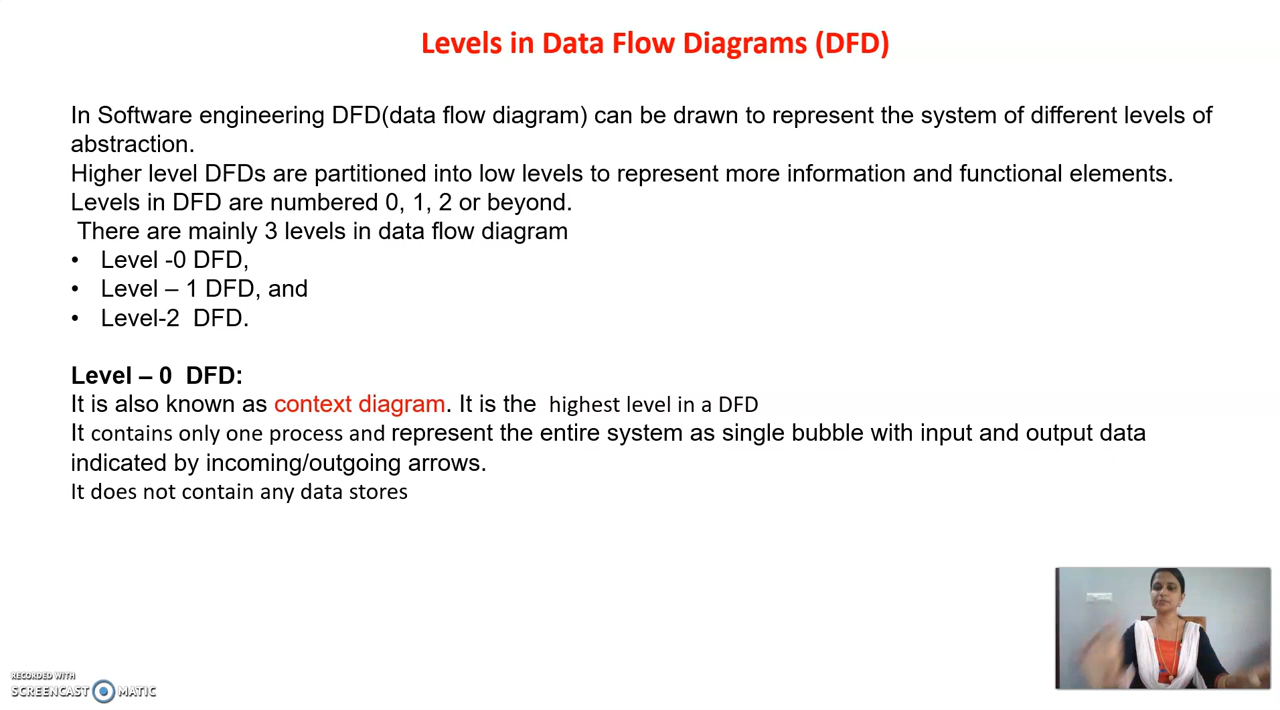 Levels in Data Flow Diagrams (DFD)
In Software engineering DFD(data flow diagram) can be drawn to represent the system of different levels of
abstraction.
Higher level DFDs are partitioned into low levels to represent more information and functional elements.
Levels in DFD are numbered 0, 1, 2 or beyond.
There are mainly 3 levels in data flow diagram
• Level -0 DFD,
• Level – 1 DFD, and
• Level-2 DFD.
Level – 0 DFD:
It is also known as context diagram. It is the highest level in a DFD
It contains only one process and represent the entire system as single bubble with input and output data
indicated by incoming/outgoing arrows.
It does not contain any data stores
RECORDED WITH
SCREENCAST MATIC